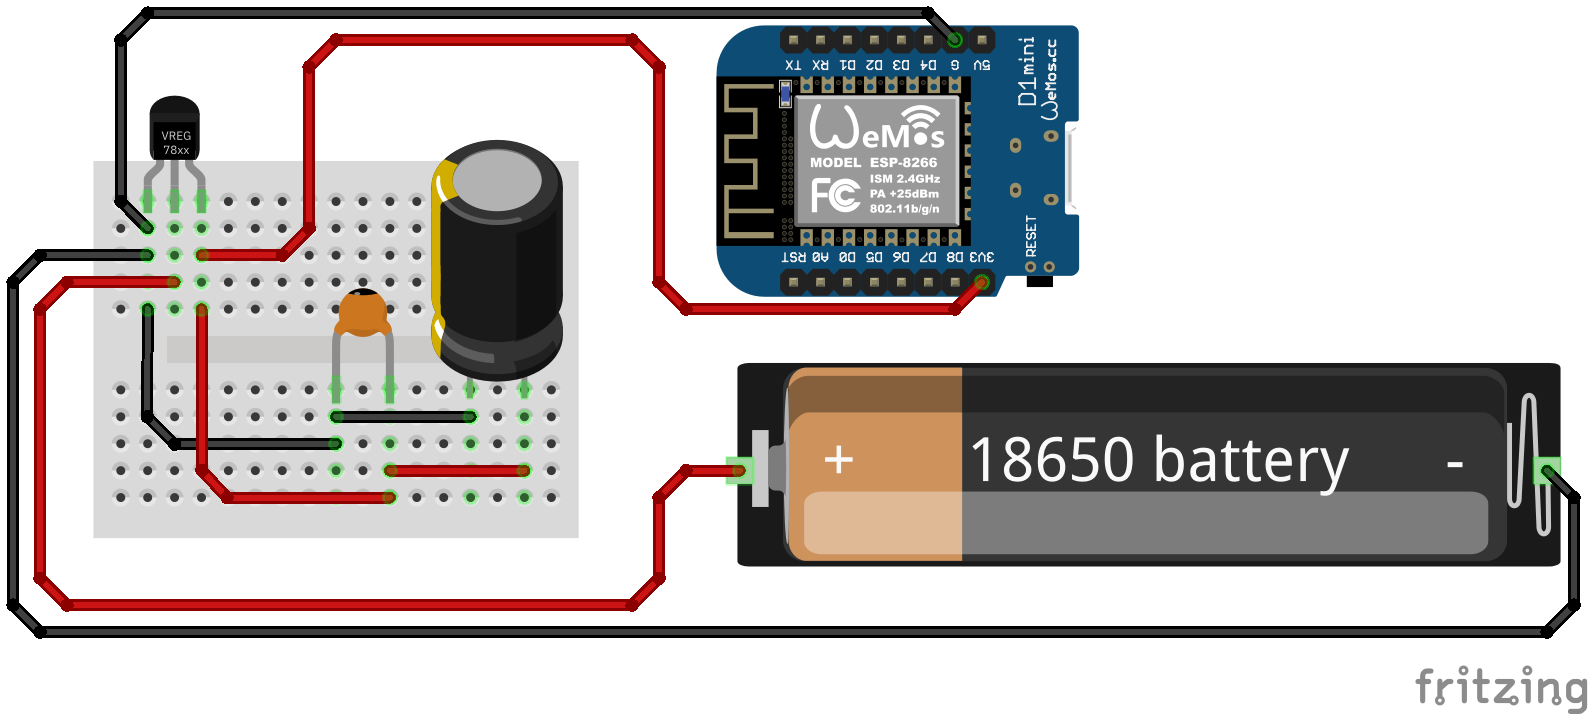 VREG
78xx
TX RX D1 D2 D3 D4 G 5V
D1 mini
WeMos.cc
WeMos
MODEL ESP-8266
ISM 2.4GHz
PA +25dBm
802.11b/g/n
FC
RESET
RST A0 D0 D5 D6 D7 D8 3V3
+ 18650 battery -
fritzing